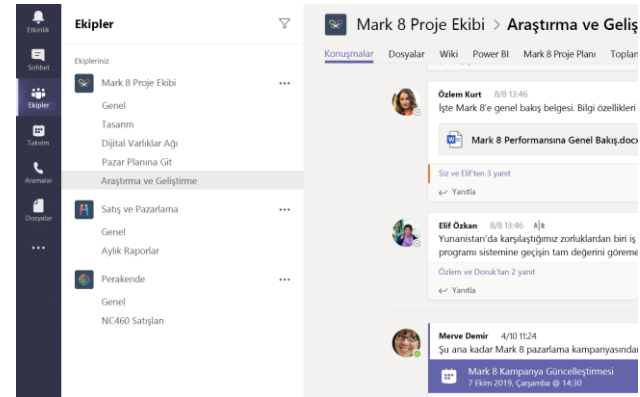 Etkinlik
Sohbet
Ekipler
Takvim
Aramalar
Dosyalar
Ekipler
Ekipleriniz
Mark 8 Proje Ekibi
Genel
Tasarım
Dijital Varlıklar Ağı
Pazar Planına Git
Araştırma ve Geliştirme
Satış ve Pazarlama
Genel
Aylık Raporlar
Perakende
Genel
NC460 Satışları
Mark 8 Proje Ekibi > Araştırma ve Geliş
Konuşmalar Dosyalar Wiki Power BI Mark 8 Proje Planı Toplan
Özlem Kurt 8/8 13:46
İşte Mark 8'e genel bakış belgesi. Bilgi özellikleri
Mark 8 Performansına Genel Bakış.docx
Siz ve Elif'ten 3 yanıt
Yanıtla
Elif Özkan 8/8 13:46
Yunanistan'da karşılaştığımız zorluklardan biri iş
programı sistemine geçişin tam değerini göreme
Özlem ve Doruk'tan 2 yanıt
Yanıtla
Merve Demir 4/10 11:24
Şu ana kadar Mark 8 pazarlama kampanyasından
Mark 8 Kampanya Güncelleştirmesi
7 Ekim 2019, Çarşamba @ 14:30